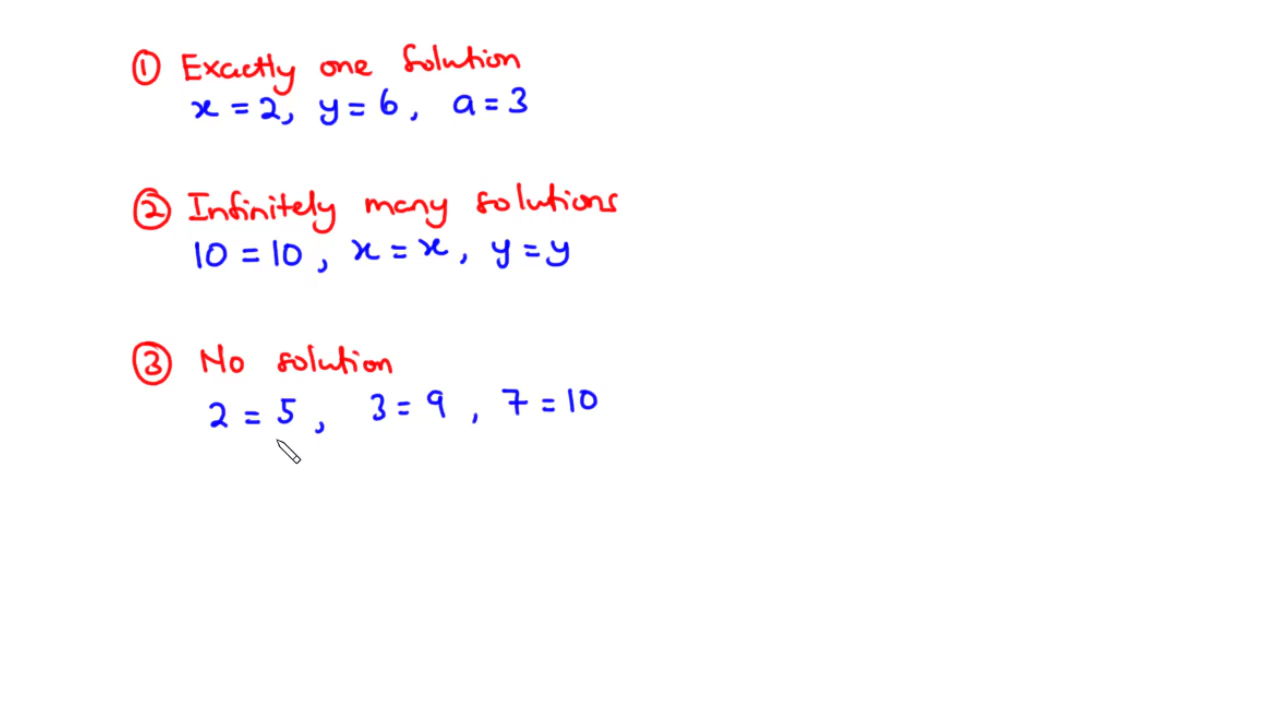 ① Exactly one solution
x = 2, y = 6, a = 3
② Infinitely many solutions
10 = 10, x = x, y = y
③ No solution
2 = 5, 3 = 9, 7 = 10